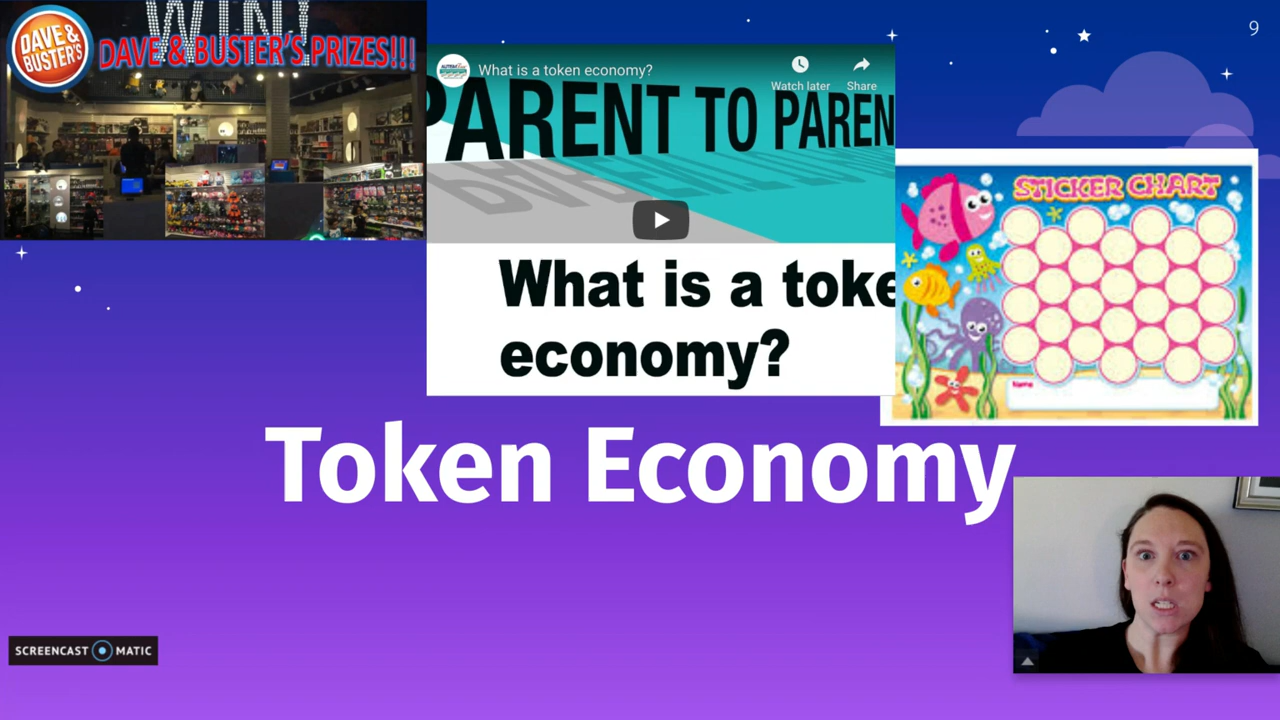 WIN!
DAVE &
BUSTER'S
DAVE & BUSTER'S PRIZES!!!
9
What is a token economy?
Watch later
Share
PARENT TO PAREN
What is a toke
economy?
STICKER CHART
Name
Token Economy
SCREENCAST MATIC